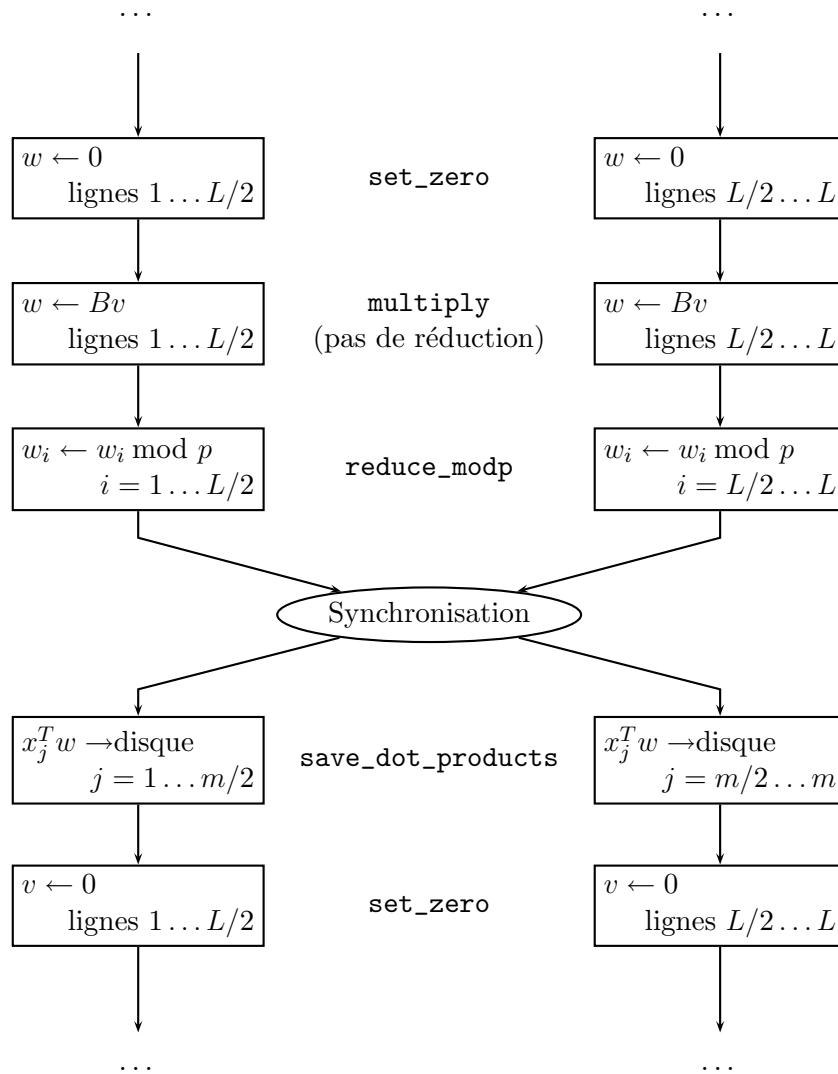 ... ...
w ← 0 set_zero w ← 0
lignes 1 … L/2 lignes L/2 … L
w ← Bv multiply w ← Bv
lignes 1 … L/2 (pas de réduction) lignes L/2 … L
w_i ← w_i mod p reduce_modp w_i ← w_i mod p
i = 1 … L/2 i = L/2 … L
Synchronisation
x_j^T w →disque save_dot_products x_j^T w →disque
j = 1 … m/2 j = m/2 … m
v ← 0 set_zero v ← 0
lignes 1 … L/2 lignes L/2 … L
... ...